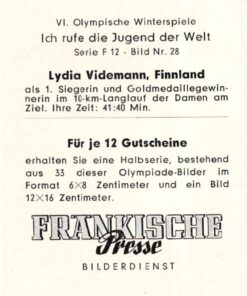 VI. Olympische Winterspiele
Ich rufe die Jugend der Welt
Serie F 12 - Bild Nr. 28
Lydia Videmann, Finnland
als 1. Siegerin und Goldmedaillegewin-
nerin im 10-km-Langlauf der Damen am
Ziel. Ihre Zeit: 41:40 Min.
Für je 12 Gutscheine
erhalten Sie eine Halbserie, bestehend
aus 33 dieser Olympiade-Bilder im
Format 6×8 Zentimeter und ein Bild
12×16 Zentimeter.
FRÄNKISCHE
Presse
BILDERDIENST